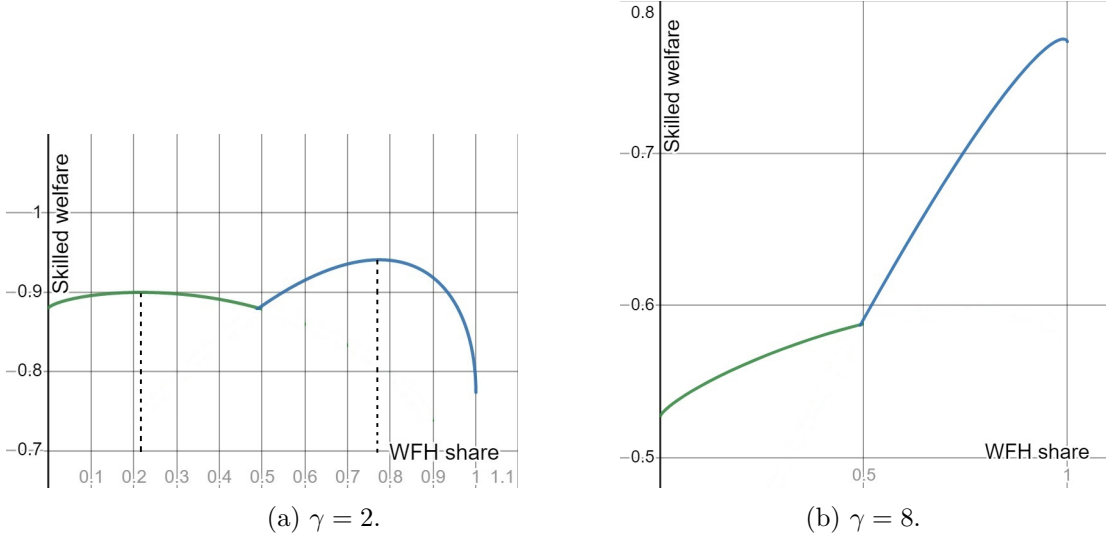 Skilled welfare
1
0.9
0.8
0.7
WFH share
0.1 0.2 0.3 0.4 0.5 0.6 0.7 0.8 0.9 1 1.1
(a) γ = 2.
0.8
Skilled welfare
0.7
0.6
0.5
WFH share
0.5 1
(b) γ = 8.